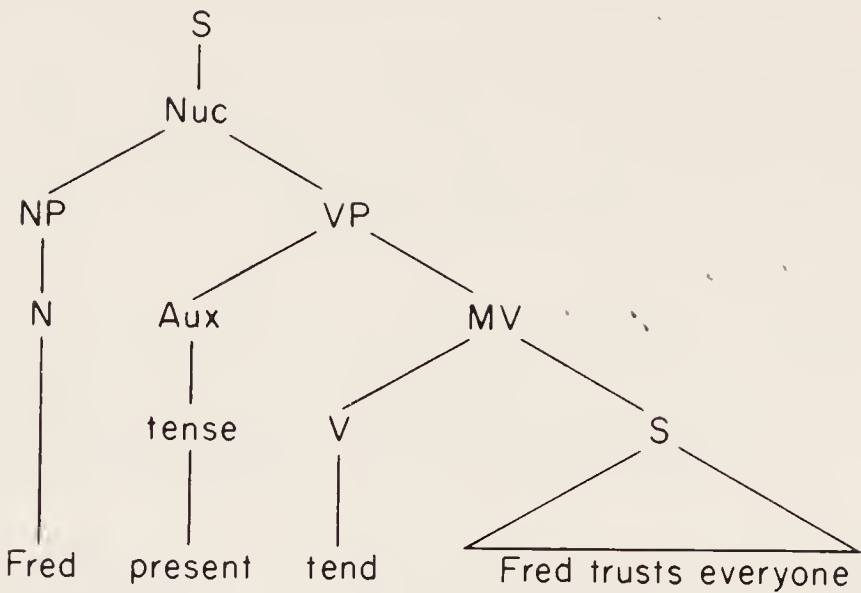 S
Nuc
NP VP
N Aux MV
tense V S
Fred present tend Fred trusts everyone